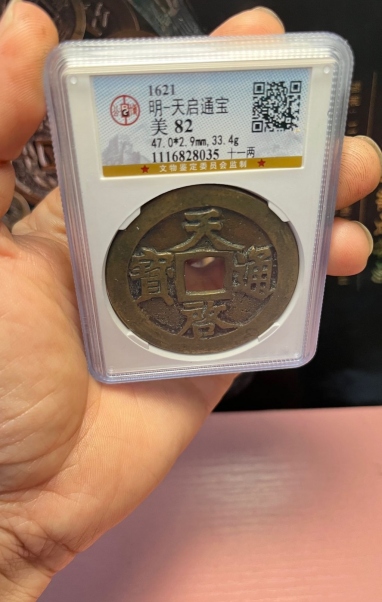 1621
明-天启通宝
美 82
47.0*2.9mm, 33.4g
1116828035 十一两
★ 文物鉴定委员会监制 ★
天
寳 通
啓